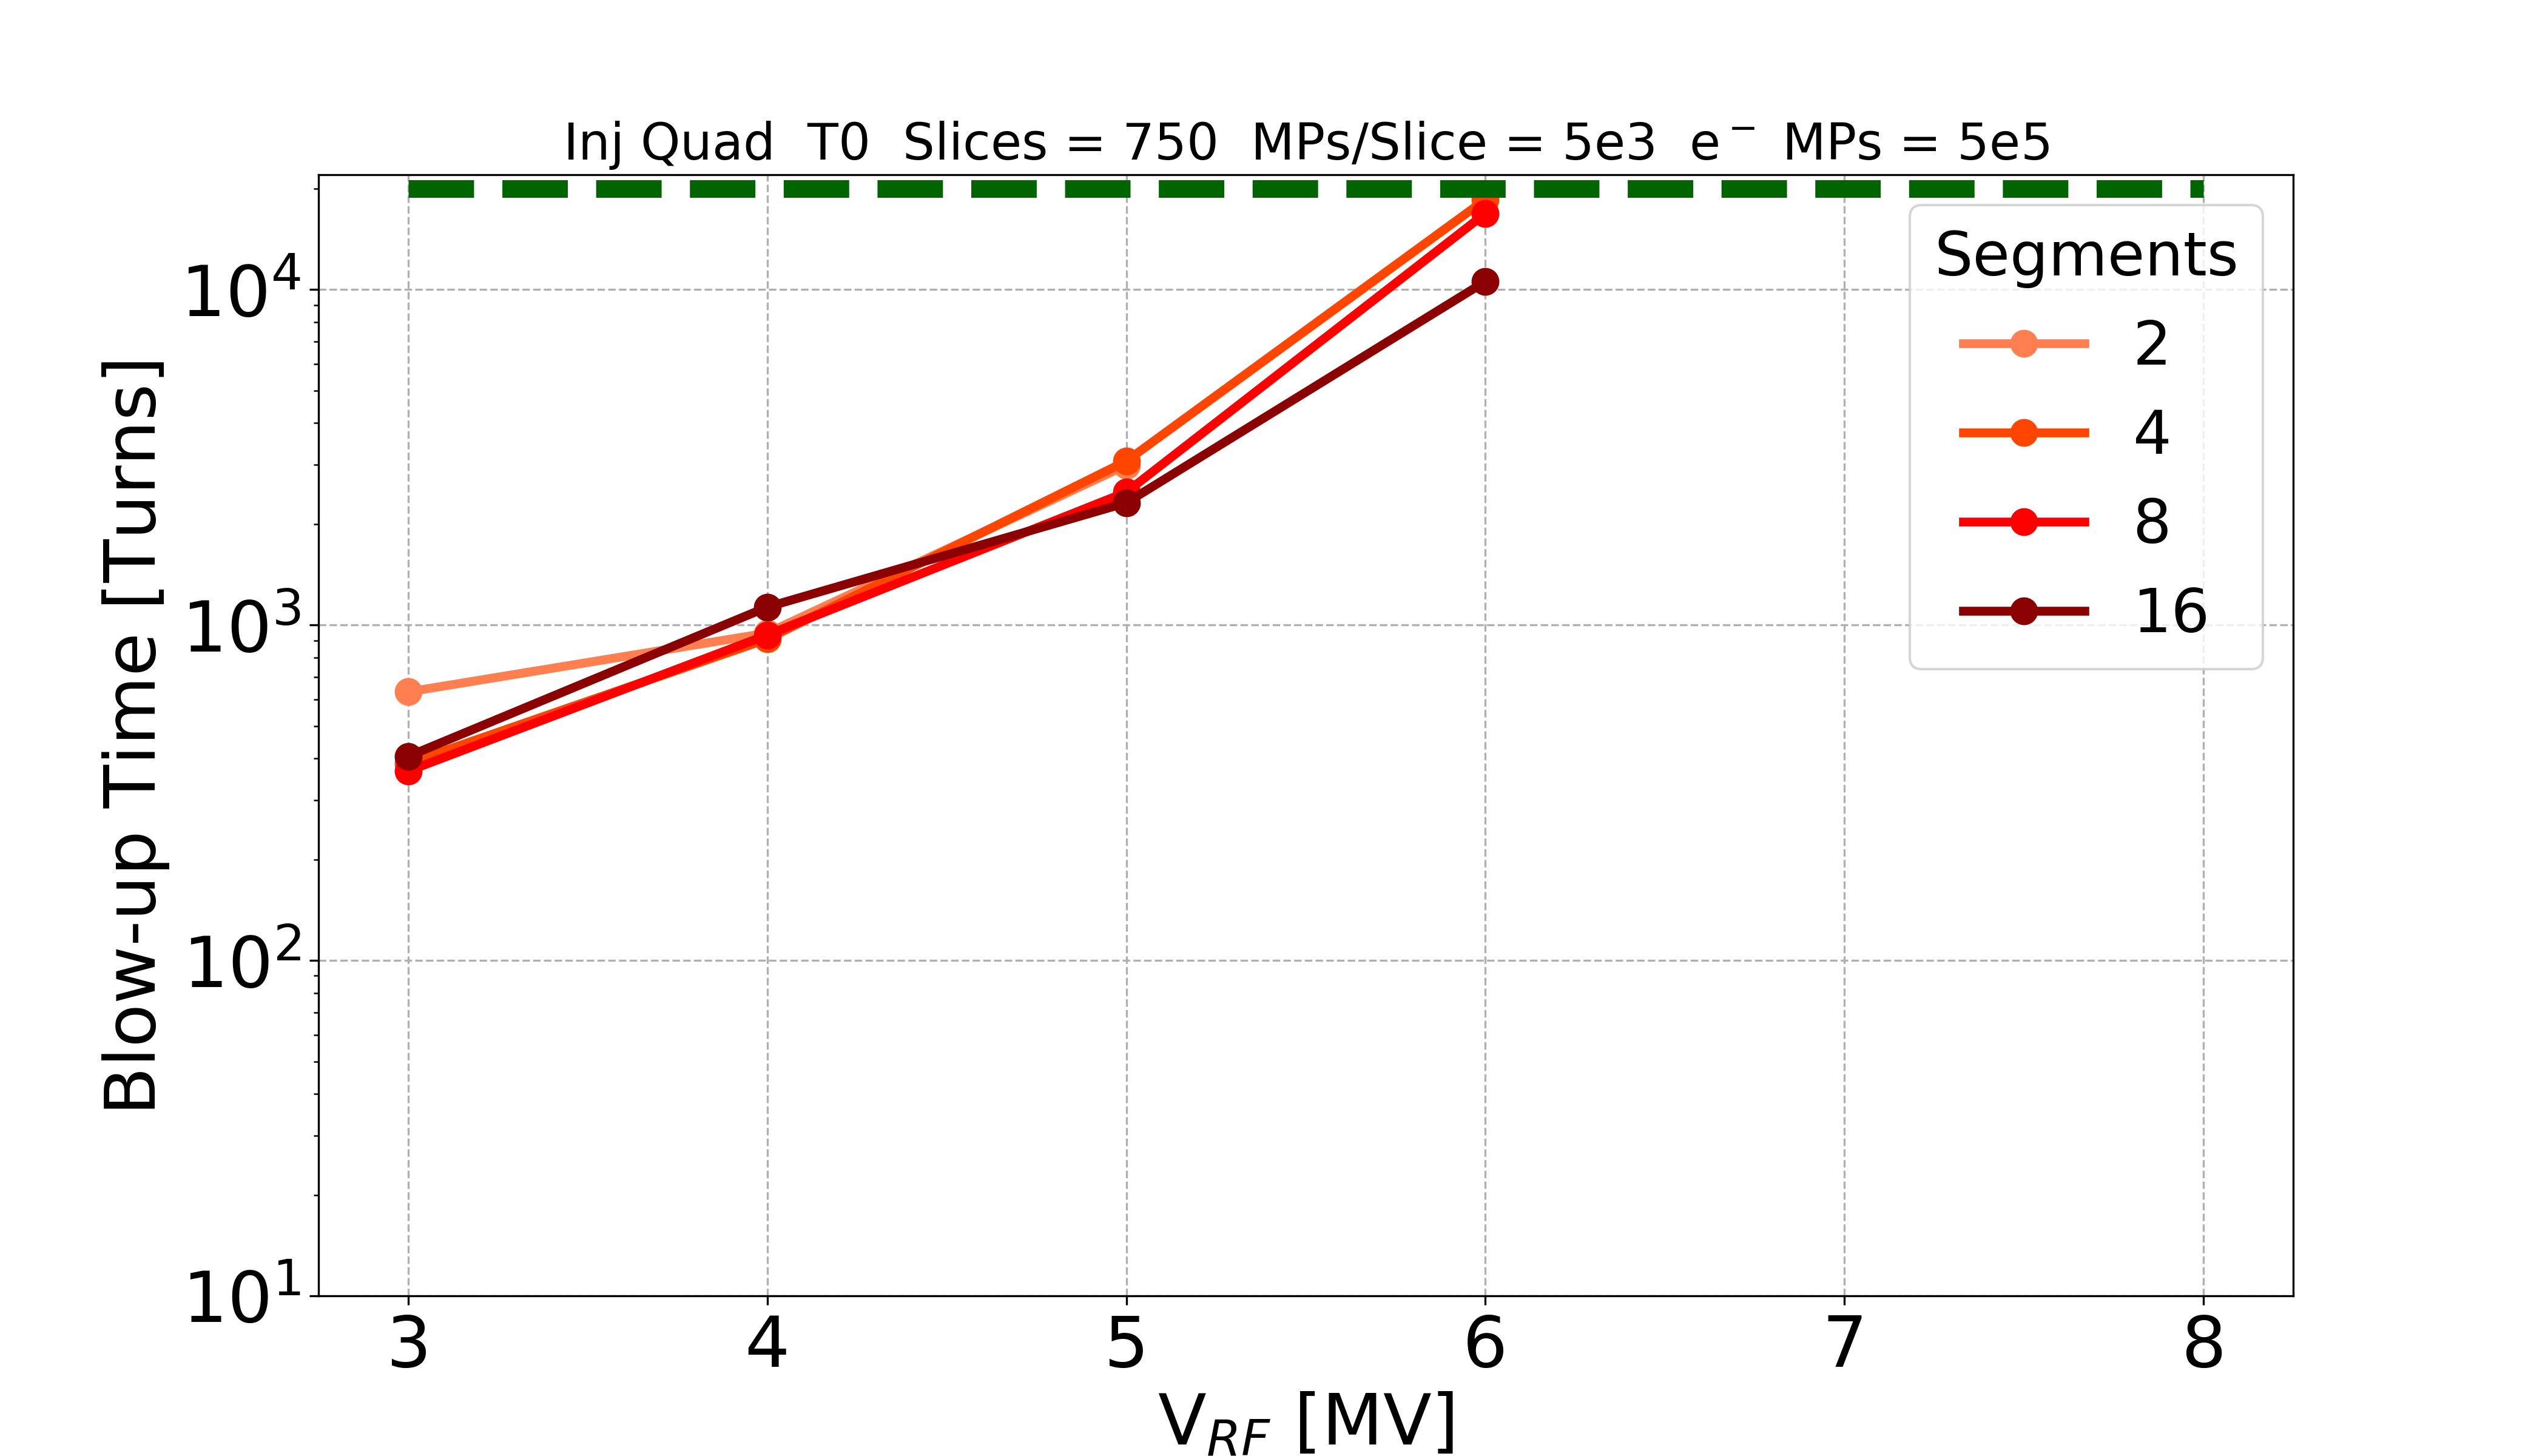 Inj Quad  T0  Slices = 750  MPs/Slice = 5e3  e⁻ MPs = 5e5
Blow-up Time [Turns]
10⁴
10³
10²
10¹
Segments
2
4
8
16
3 4 5 6 7 8
V_RF [MV]